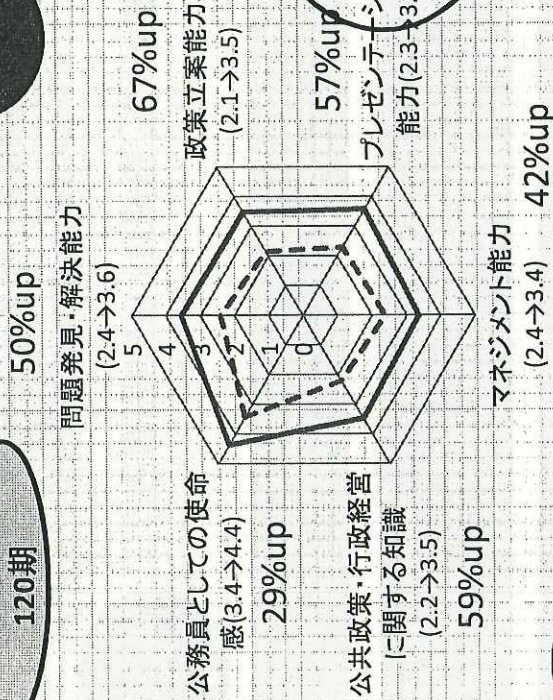 120期
50%up
問題発見・解決能力
(2.4→3.6)
67%up
政策立案能力
(2.1→3.5)
57%up
プレゼンテーシ
能力(2.3→3.
42%up
マネジメント能力
(2.4→3.4)
公共政策・行政経営
に関する知識
(2.2→3.5)
59%up
公務員としての使命
感(3.4→4.4)
29%up
5
4
3
2
1
0